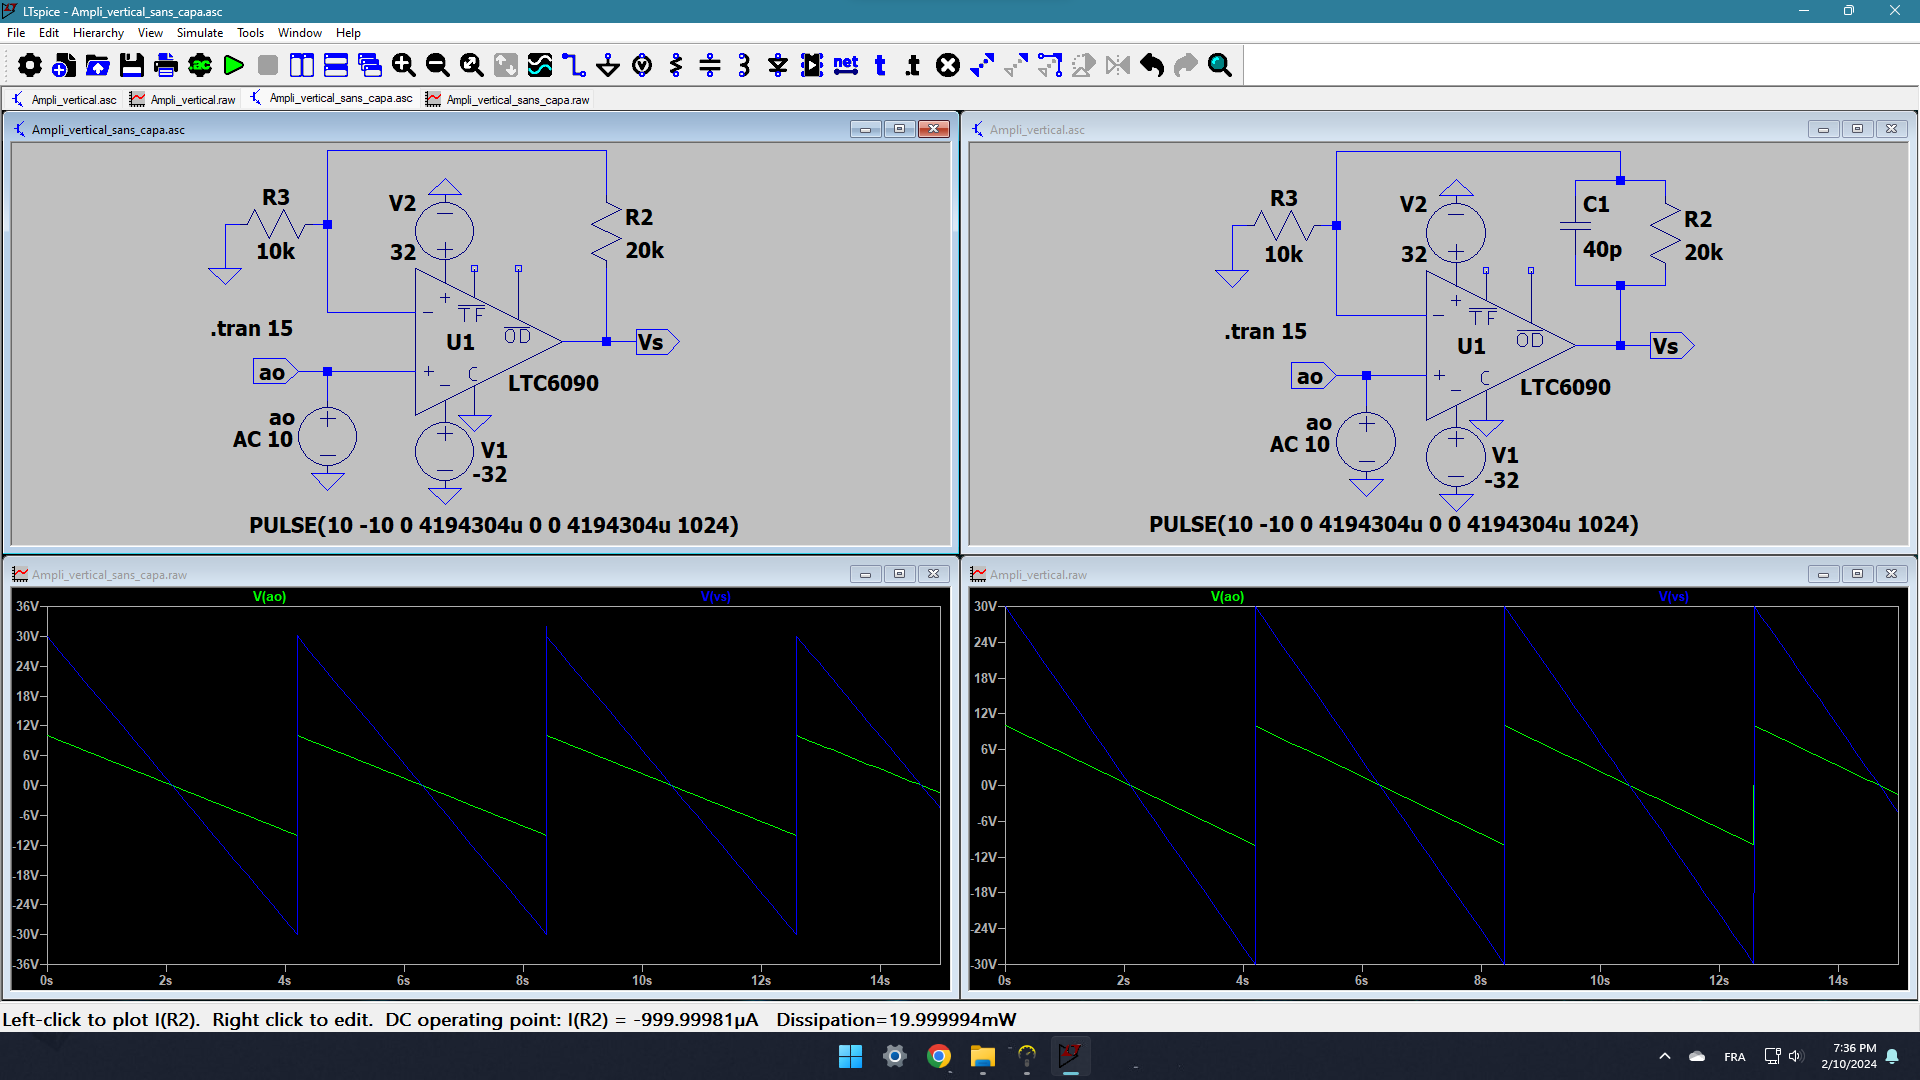 LTspice - Ampli_vertical_sans_capa.asc
File Edit Hierarchy View Simulate Tools Window Help
.ac net t .t
Ampli_vertical.asc Ampli_vertical.raw Ampli_vertical_sans_capa.asc Ampli_vertical_sans_capa.raw
Ampli_vertical_sans_capa.asc
R3
10k
V2
32
R2
20k
.tran 15
TF
OD
U1
C
Vs
ao
LTC6090
ao
AC 10
V1
-32
PULSE(10 -10 0 4194304u 0 0 4194304u 1024)
Ampli_vertical.asc
R3
10k
V2
32
C1
40p
R2
20k
.tran 15
TF
OD
U1
C
Vs
ao
LTC6090
ao
AC 10
V1
-32
PULSE(10 -10 0 4194304u 0 0 4194304u 1024)
Ampli_vertical_sans_capa.raw
V(ao) V(vs)
36V
30V
24V
18V
12V
6V
0V
-6V
-12V
-18V
-24V
-30V
-36V
0s 2s 4s 6s 8s 10s 12s 14s
Ampli_vertical.raw
V(ao) V(vs)
30V
24V
18V
12V
6V
0V
-6V
-12V
-18V
-24V
-30V
0s 2s 4s 6s 8s 10s 12s 14s
Left-click to plot I(R2). Right click to edit. DC operating point: I(R2) = -999.99981µA Dissipation=19.999994mW
FRA
7:36 PM
2/10/2024